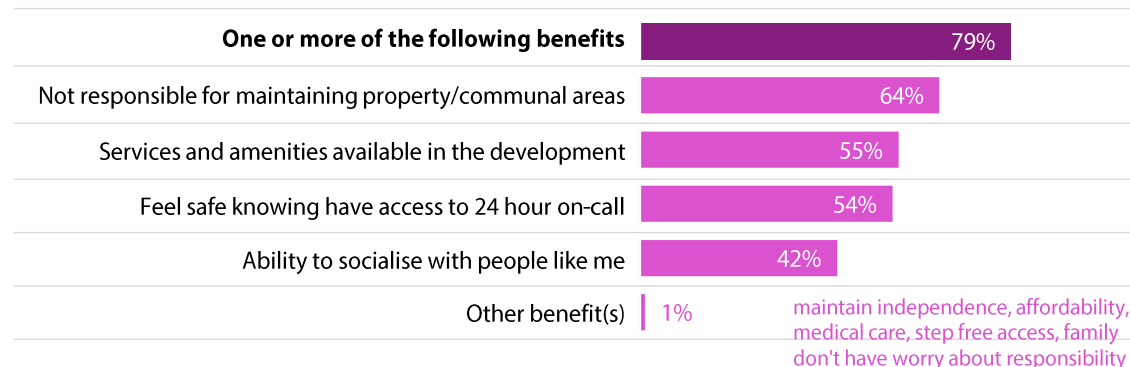 One or more of the following benefits
79%
Not responsible for maintaining property/communal areas
64%
Services and amenities available in the development
55%
Feel safe knowing have access to 24 hour on-call
54%
Ability to socialise with people like me
42%
Other benefit(s)
1%
maintain independence, affordability,
medical care, step free access, family
don't have worry about responsibility